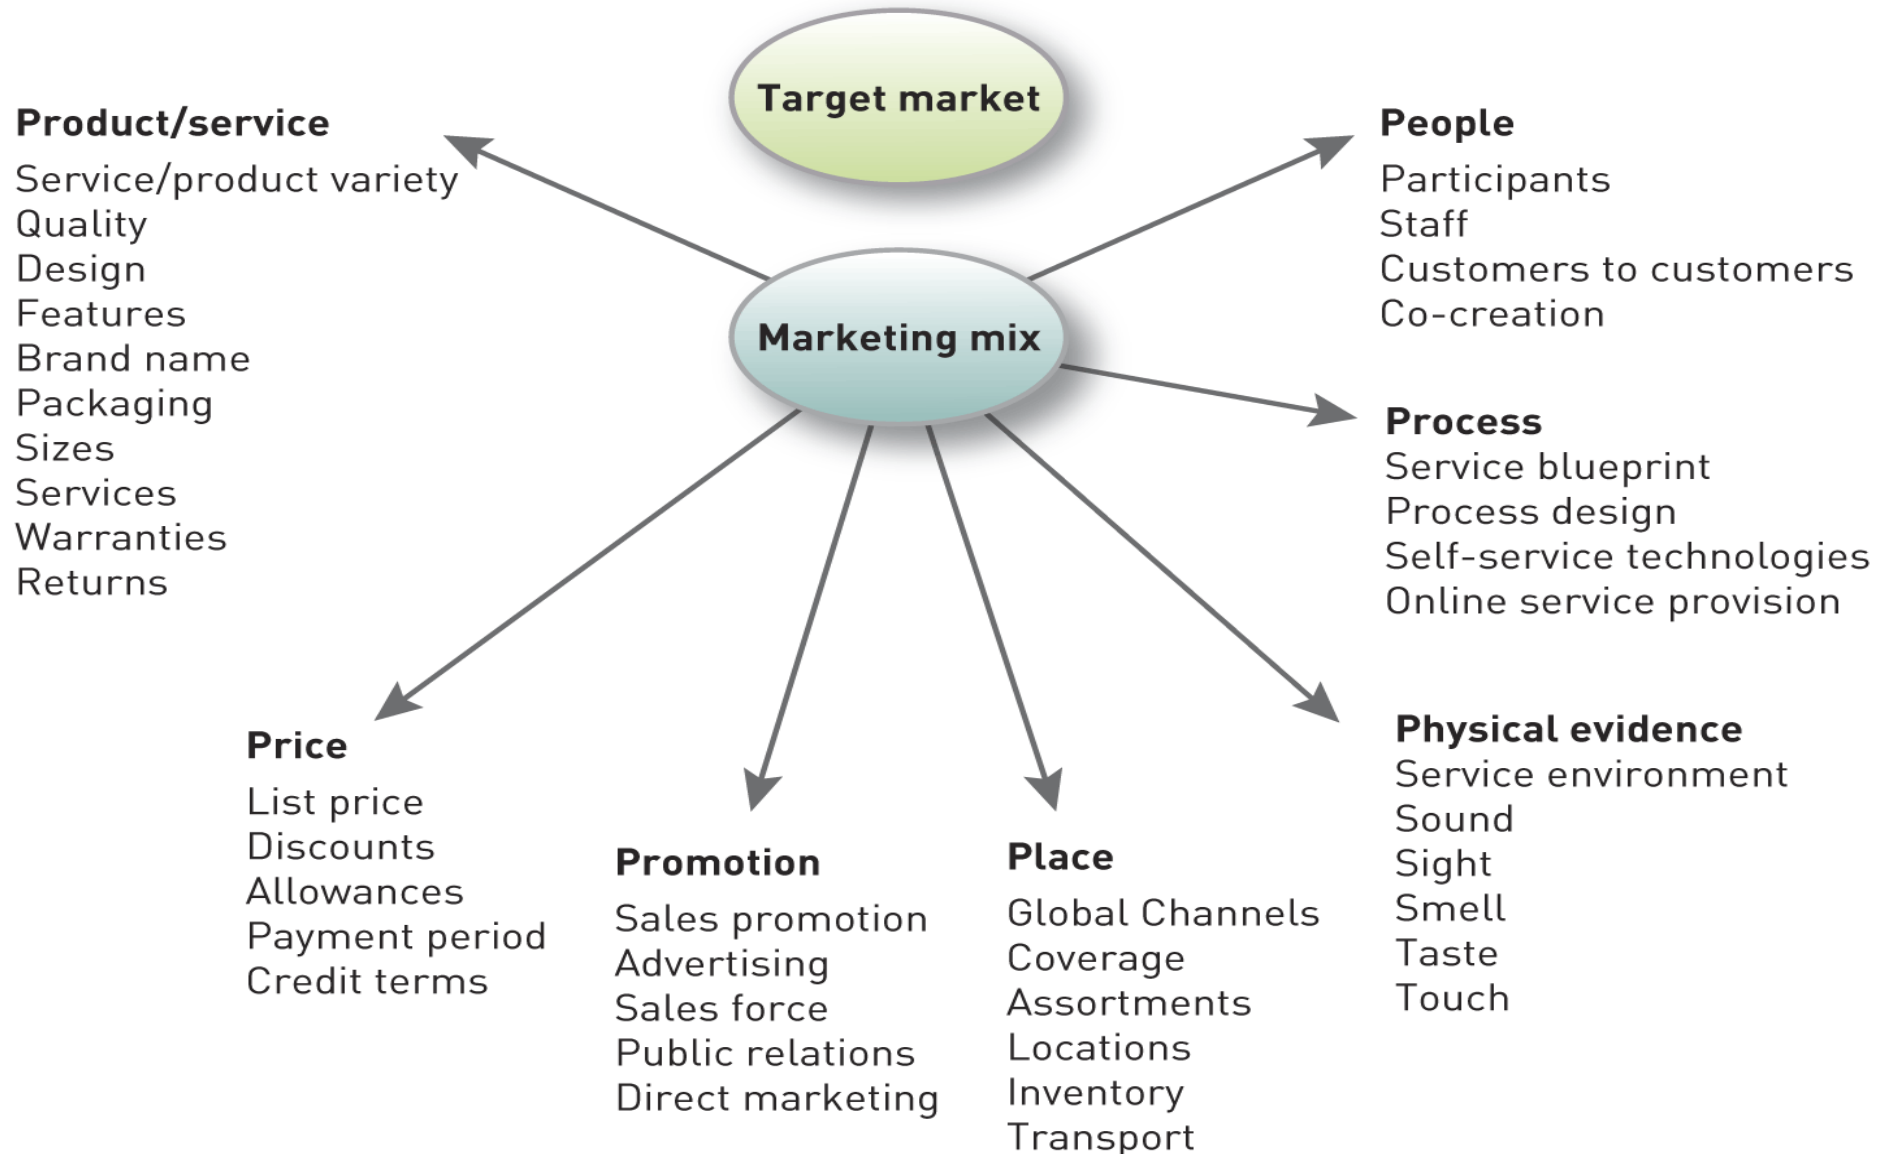 Target market
Product/service
Service/product variety
Quality
Design
Features
Brand name
Packaging
Sizes
Services
Warranties
Returns
Marketing mix
People
Participants
Staff
Customers to customers
Co-creation
Process
Service blueprint
Process design
Self-service technologies
Online service provision
Price
List price
Discounts
Allowances
Payment period
Credit terms
Promotion
Sales promotion
Advertising
Sales force
Public relations
Direct marketing
Place
Global Channels
Coverage
Assortments
Locations
Inventory
Transport
Physical evidence
Service environment
Sound
Sight
Smell
Taste
Touch